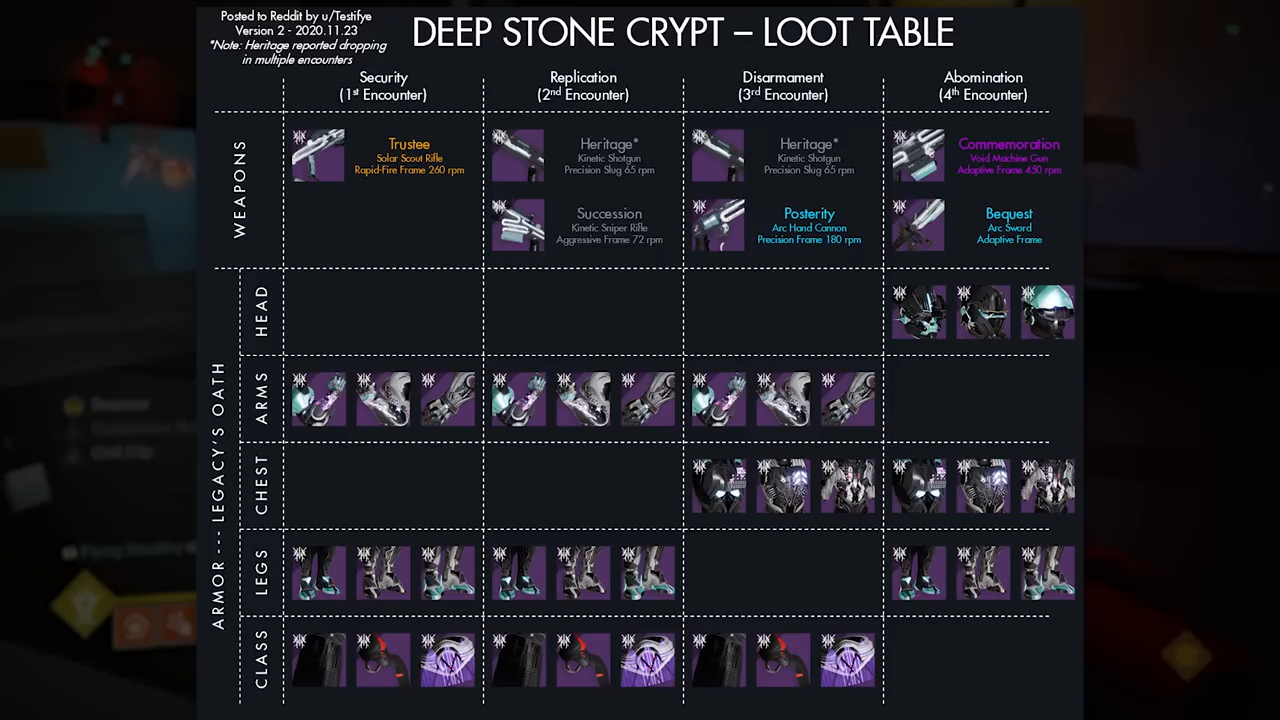 Posted to Reddit by u/Testifye
Version 2 - 2020.11.23
*Note: Heritage reported dropping
in multiple encounters
DEEP STONE CRYPT – LOOT TABLE
Security
(1st Encounter)
Replication
(2nd Encounter)
Disarmament
(3rd Encounter)
Abomination
(4th Encounter)
WEAPONS
Trustee
Solar Scout Rifle
Rapid-Fire Frame 260 rpm
Heritage*
Kinetic Shotgun
Precision Slug 65 rpm
Heritage*
Kinetic Shotgun
Precision Slug 65 rpm
Commemoration
Void Machine Gun
Adaptive Frame 450 rpm
Succession
Kinetic Sniper Rifle
Aggressive Frame 72 rpm
Posterity
Arc Hand Cannon
Precision Frame 180 rpm
Bequest
Arc Sword
Adaptive Frame
ARMOR --- LEGACY'S OATH
HEAD
ARMS
CHEST
LEGS
CLASS